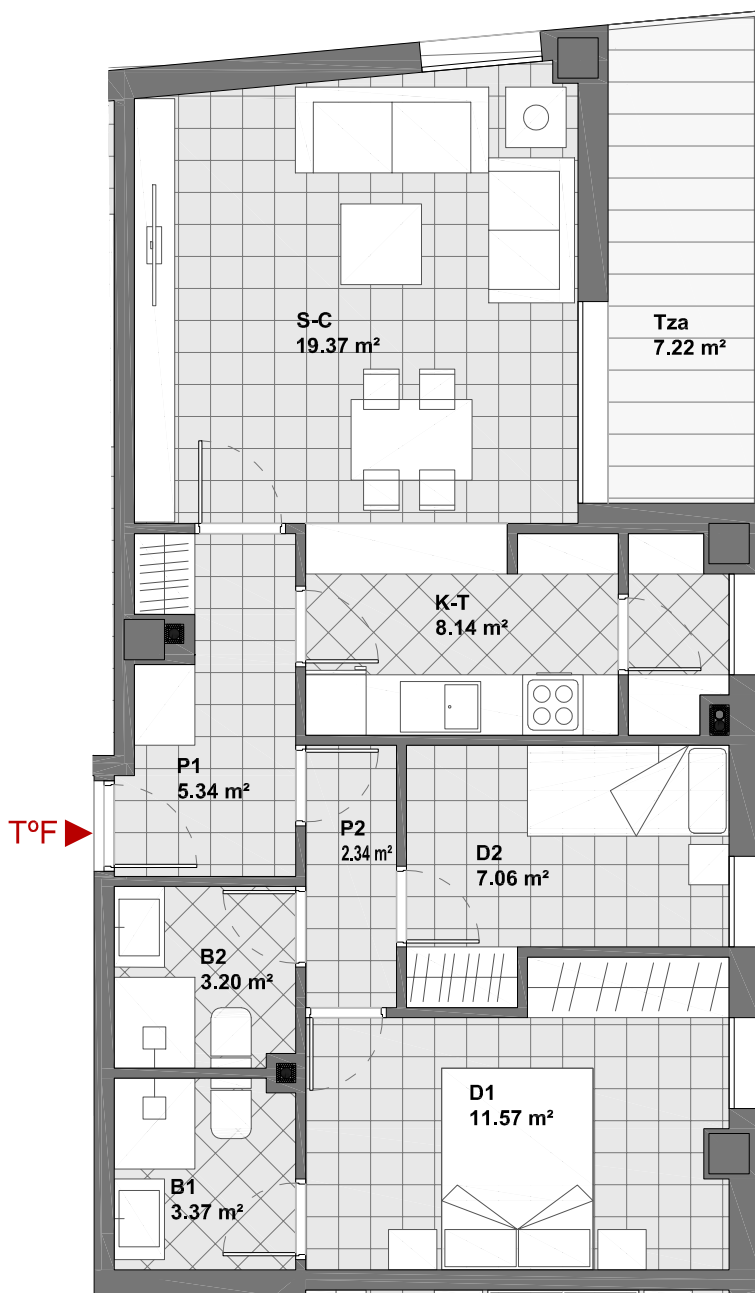 S-C
19.37 m²
Tza
7.22 m²
K-T
8.14 m²
P1
5.34 m²
TºF
P2
2.34 m²
D2
7.06 m²
B2
3.20 m²
D1
11.57 m²
B1
3.37 m²